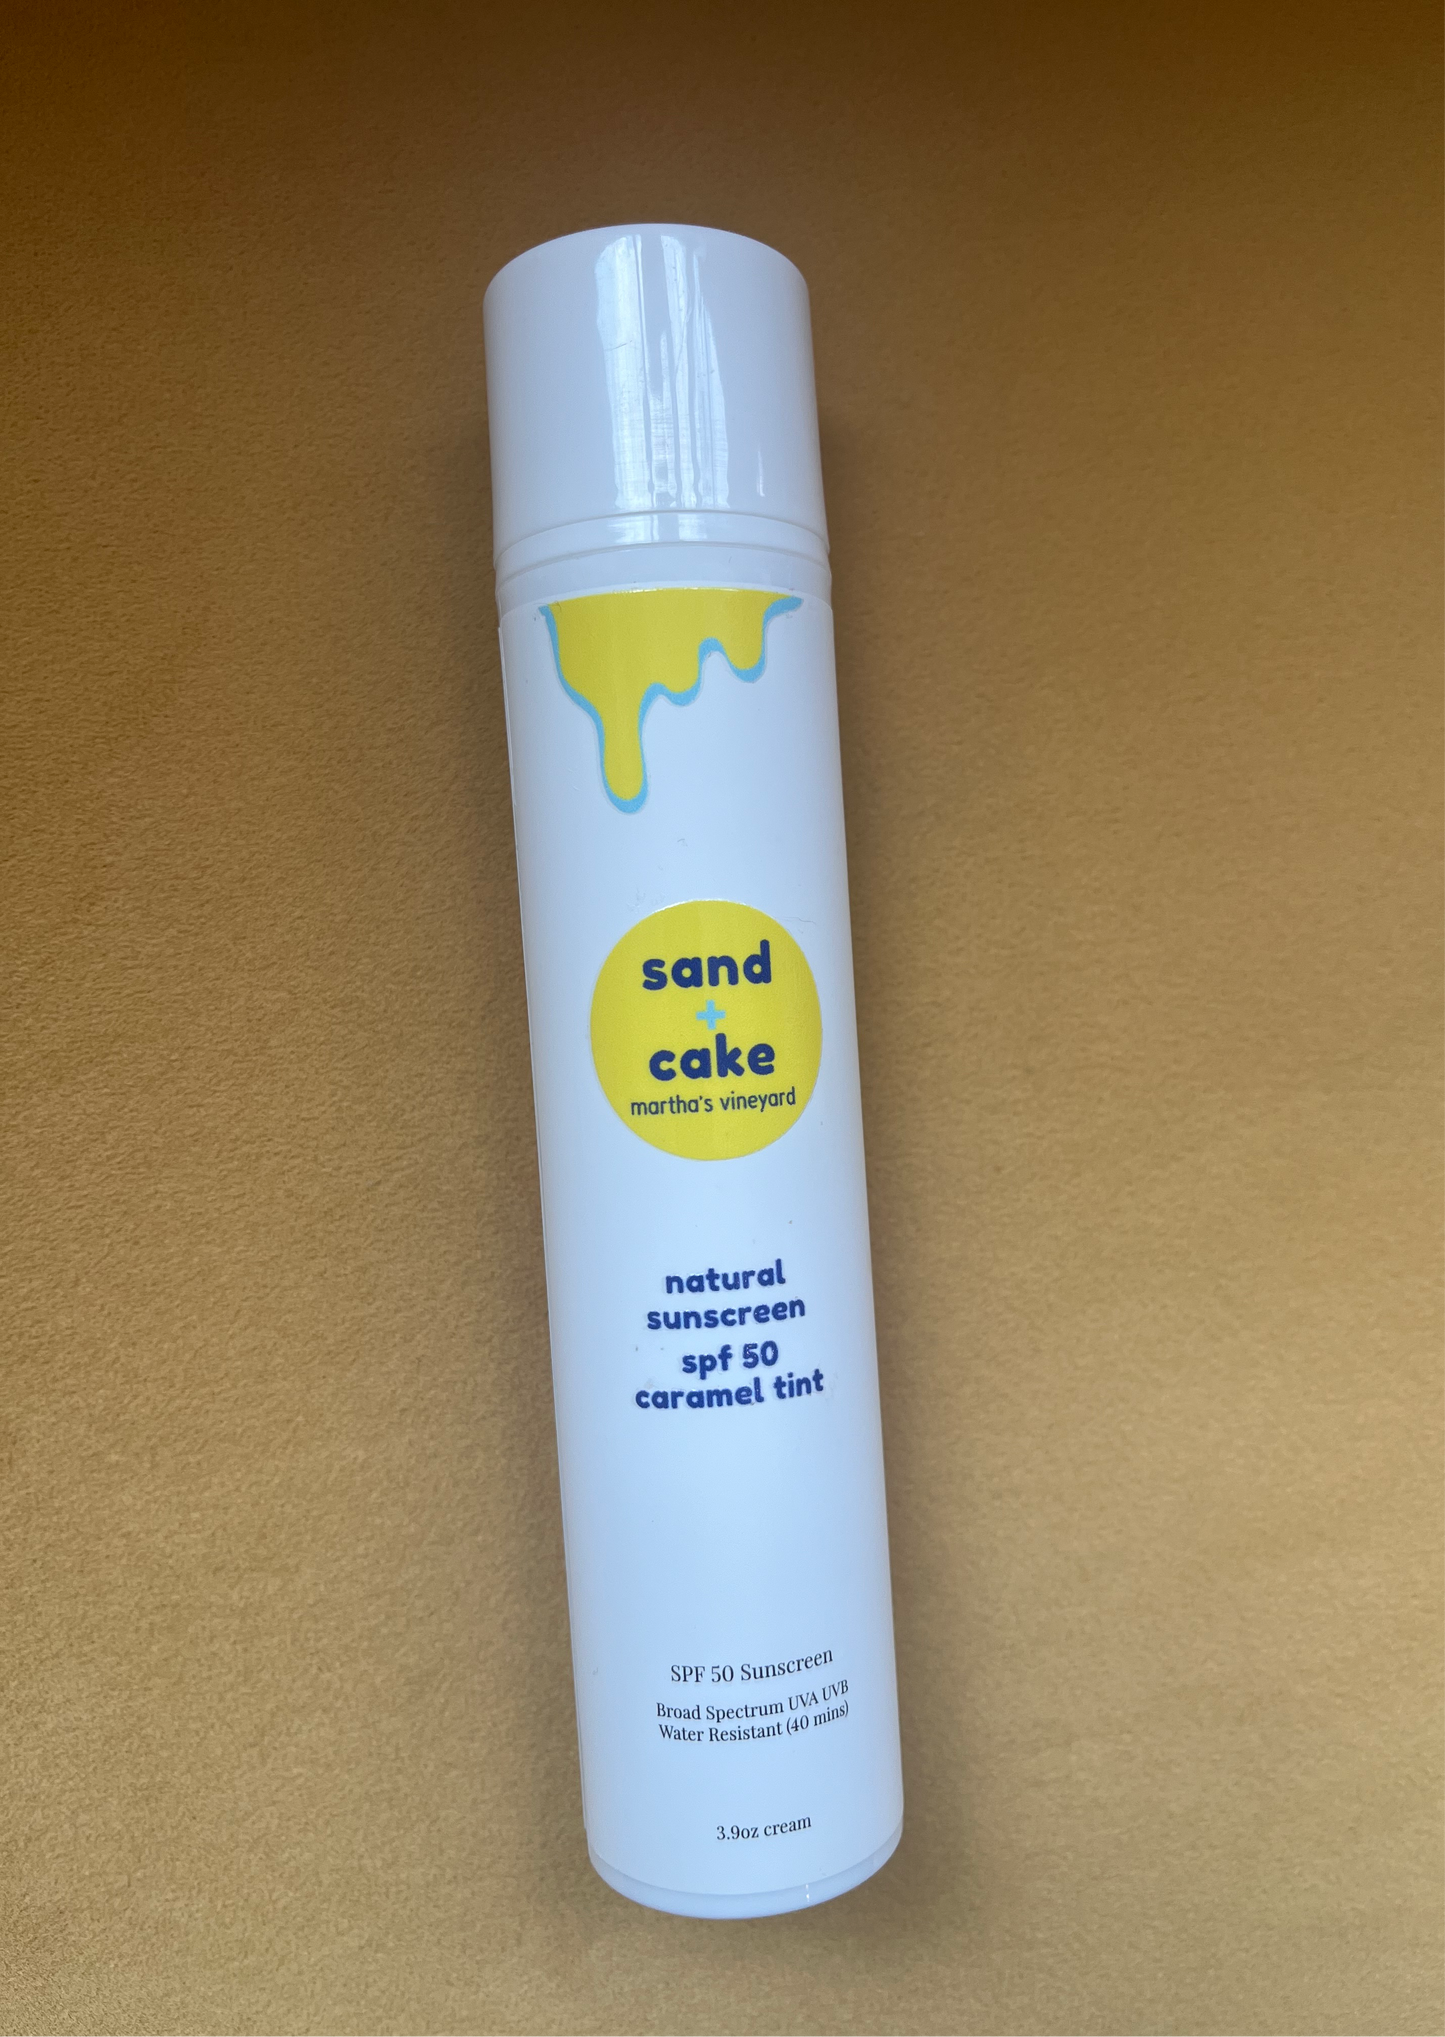 sand
+
cake
martha's vineyard
natural
sunscreen
spf 50
caramel tint
SPF 50 Sunscreen
Broad Spectrum UVA UVB
Water Resistant (40 mins)
3.9oz cream